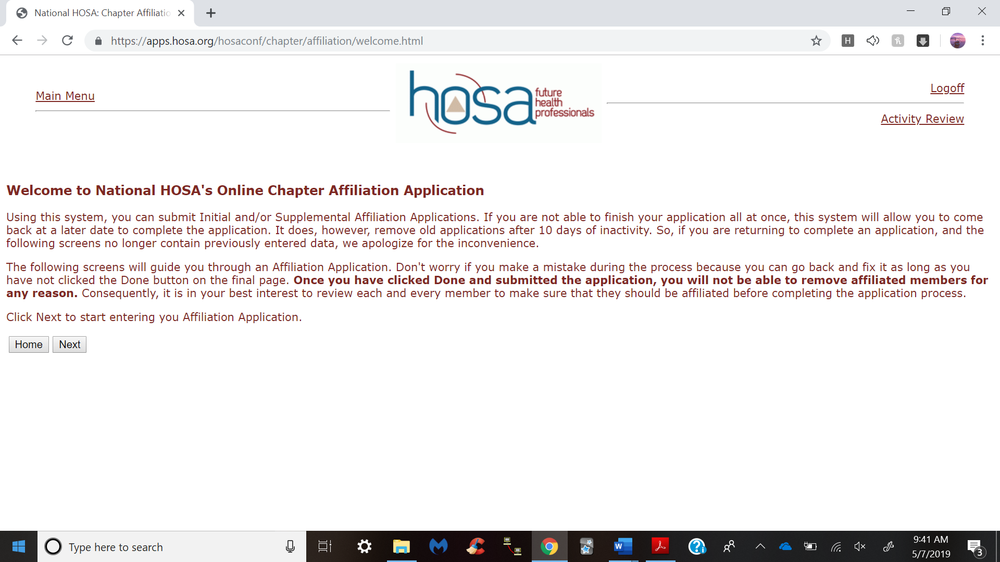 National HOSA: Chapter Affiliatio
https://apps.hosa.org/hosaconf/chapter/affiliation/welcome.html
H
Main Menu
hosa
future
health
professionals
Logoff
Activity Review
Welcome to National HOSA's Online Chapter Affiliation Application
Using this system, you can submit Initial and/or Supplemental Affiliation Applications. If you are not able to finish your application all at once, this system will allow you to come
back at a later date to complete the application. It does, however, remove old applications after 10 days of inactivity. So, if you are returning to complete an application, and the
following screens no longer contain previously entered data, we apologize for the inconvenience.
The following screens will guide you through an Affiliation Application. Don't worry if you make a mistake during the process because you can go back and fix it as long as you
have not clicked the Done button on the final page. Once you have clicked Done and submitted the application, you will not be able to remove affiliated members for
any reason. Consequently, it is in your best interest to review each and every member to make sure that they should be affiliated before completing the application process.
Click Next to start entering you Affiliation Application.
Home Next
Type here to search
W
9:41 AM
5/7/2019
3